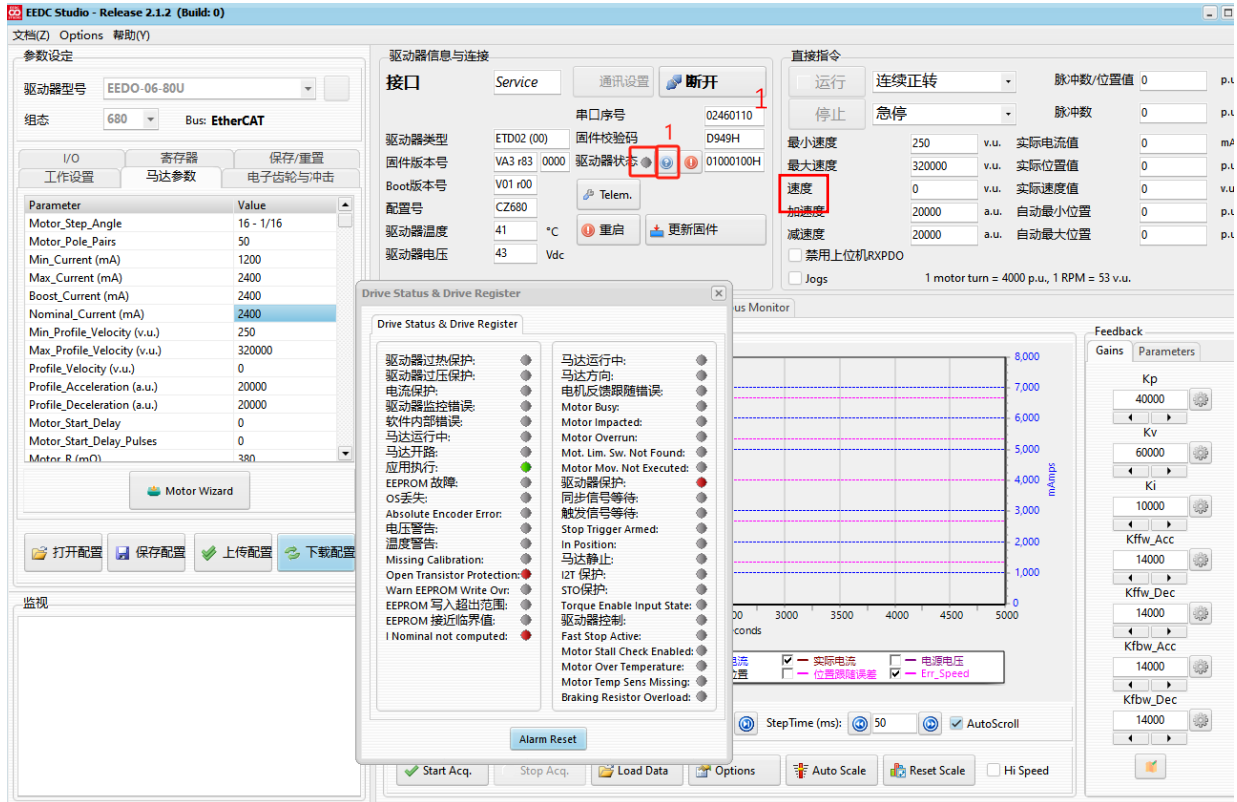 EEDC Studio - Release 2.1.2 (Build: 0)
文档(Z) Options 帮助(Y)
参数设定
驱动器型号 EEDO-06-80U
组态 680 Bus: EtherCAT
I/O 寄存器 保存/重置
工作设置 马达参数 电子齿轮与冲击
Parameter Value
Motor_Step_Angle 16 - 1/16
Motor_Pole_Pairs 50
Min_Current (mA) 1200
Max_Current (mA) 2400
Boost_Current (mA) 2400
Nominal_Current (mA) 2400
Min_Profile_Velocity (v.u.) 250
Max_Profile_Velocity (v.u.) 320000
Profile_Velocity (v.u.) 0
Profile_Acceleration (a.u.) 20000
Profile_Deceleration (a.u.) 20000
Motor_Start_Delay 0
Motor_Start_Delay_Pulses 0
Motor_R (mO) 380
Motor Wizard
打开配置 保存配置 上传配置 下载配置
监视
驱动器信息与连接
接口 Service 通讯设置 断开
1
串口序号 02460110
1
驱动器类型 ETD02 (00) 固件校验码 D949H
固件版本号 VA3 r83 0000 驱动器状态 01000100H
Boot版本号 V01 r00 Telem.
配置号 CZ680
驱动器温度 41 °C 重启 更新固件
驱动器电压 43 Vdc
直接指令
运行 连续正转 脉冲数/位置值 0 p.u
停止 急停 脉冲数 0 p.u
最小速度 250 v.u. 实际电流值 0 mA
最大速度 320000 v.u. 实际位置值 0 p.u
速度 0 v.u. 实际速度值 0 v.u
加速度 20000 a.u. 自动最小位置 0 p.u
减速度 20000 a.u. 自动最大位置 0 p.u
禁用上位机RXPDO
Jogs 1 motor turn = 4000 p.u., 1 RPM = 53 v.u.
Drive Status & Drive Register
Drive Status & Drive Register
驱动器过热保护:
驱动器过压保护:
电流保护:
驱动器监控错误:
软件内部错误:
马达运行中:
马达开路:
应用执行:
EEPROM 故障:
OS丢失:
Absolute Encoder Error:
电压警告:
温度警告:
Missing Calibration:
Open Transistor Protection:
Warn EEPROM Write Ovr:
EEPROM 写入超出范围:
EEPROM 接近临界值:
I Nominal not computed:
马达运行中:
马达方向:
电机反馈跟随错误:
Motor Busy:
Motor Impacted:
Motor Overrun:
Mot. Lim. Sw. Not Found:
Motor Mov. Not Executed:
驱动器保护:
同步信号等待:
触发信号等待:
Stop Trigger Armed:
In Position:
马达静止:
I2T 保护:
STO保护:
Torque Enable Input State:
驱动器控制:
Fast Stop Active:
Motor Stall Check Enabled:
Motor Over Temperature:
Motor Temp Sens Missing:
Braking Resistor Overload:
Alarm Reset
us Monitor
8,000
7,000
6,000
5,000
4,000
3,000
2,000
1,000
0
mAmps
00 3000 3500 4000 4500 5000
conds
电流 实际电流 电源电压
位置 位置跟随误差 Err_Speed
StepTime (ms): 50 AutoScroll
Start Acq. Stop Acq. Load Data Options Auto Scale Reset Scale Hi Speed
Feedback
Gains Parameters
Kp
40000
Kv
60000
Ki
10000
Kffw_Acc
14000
Kffw_Dec
14000
Kfbw_Acc
14000
Kfbw_Dec
14000